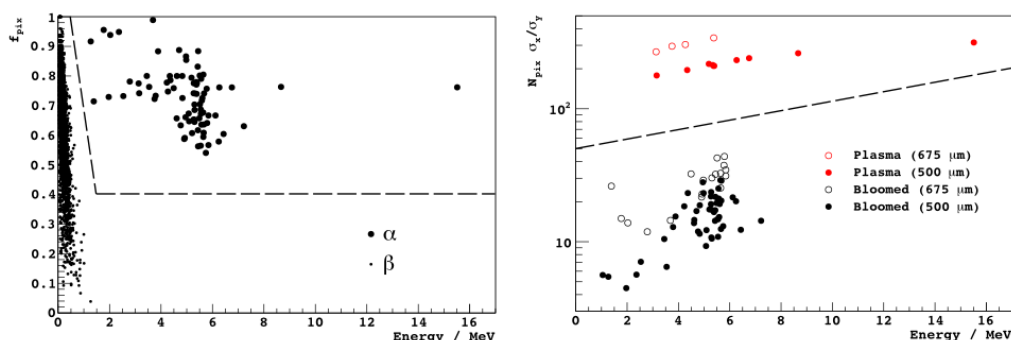 f_pix
1
0.9
0.8
0.7
0.6
0.5
0.4
0.3
0.2
0.1
0
α
β
0 2 4 6 8 10 12 14 16
Energy / MeV
N_pix σ_x/σ_y
10^2
10
Plasma (675 μm)
Plasma (500 μm)
Bloomed (675 μm)
Bloomed (500 μm)
0 2 4 6 8 10 12 14 16
Energy / MeV